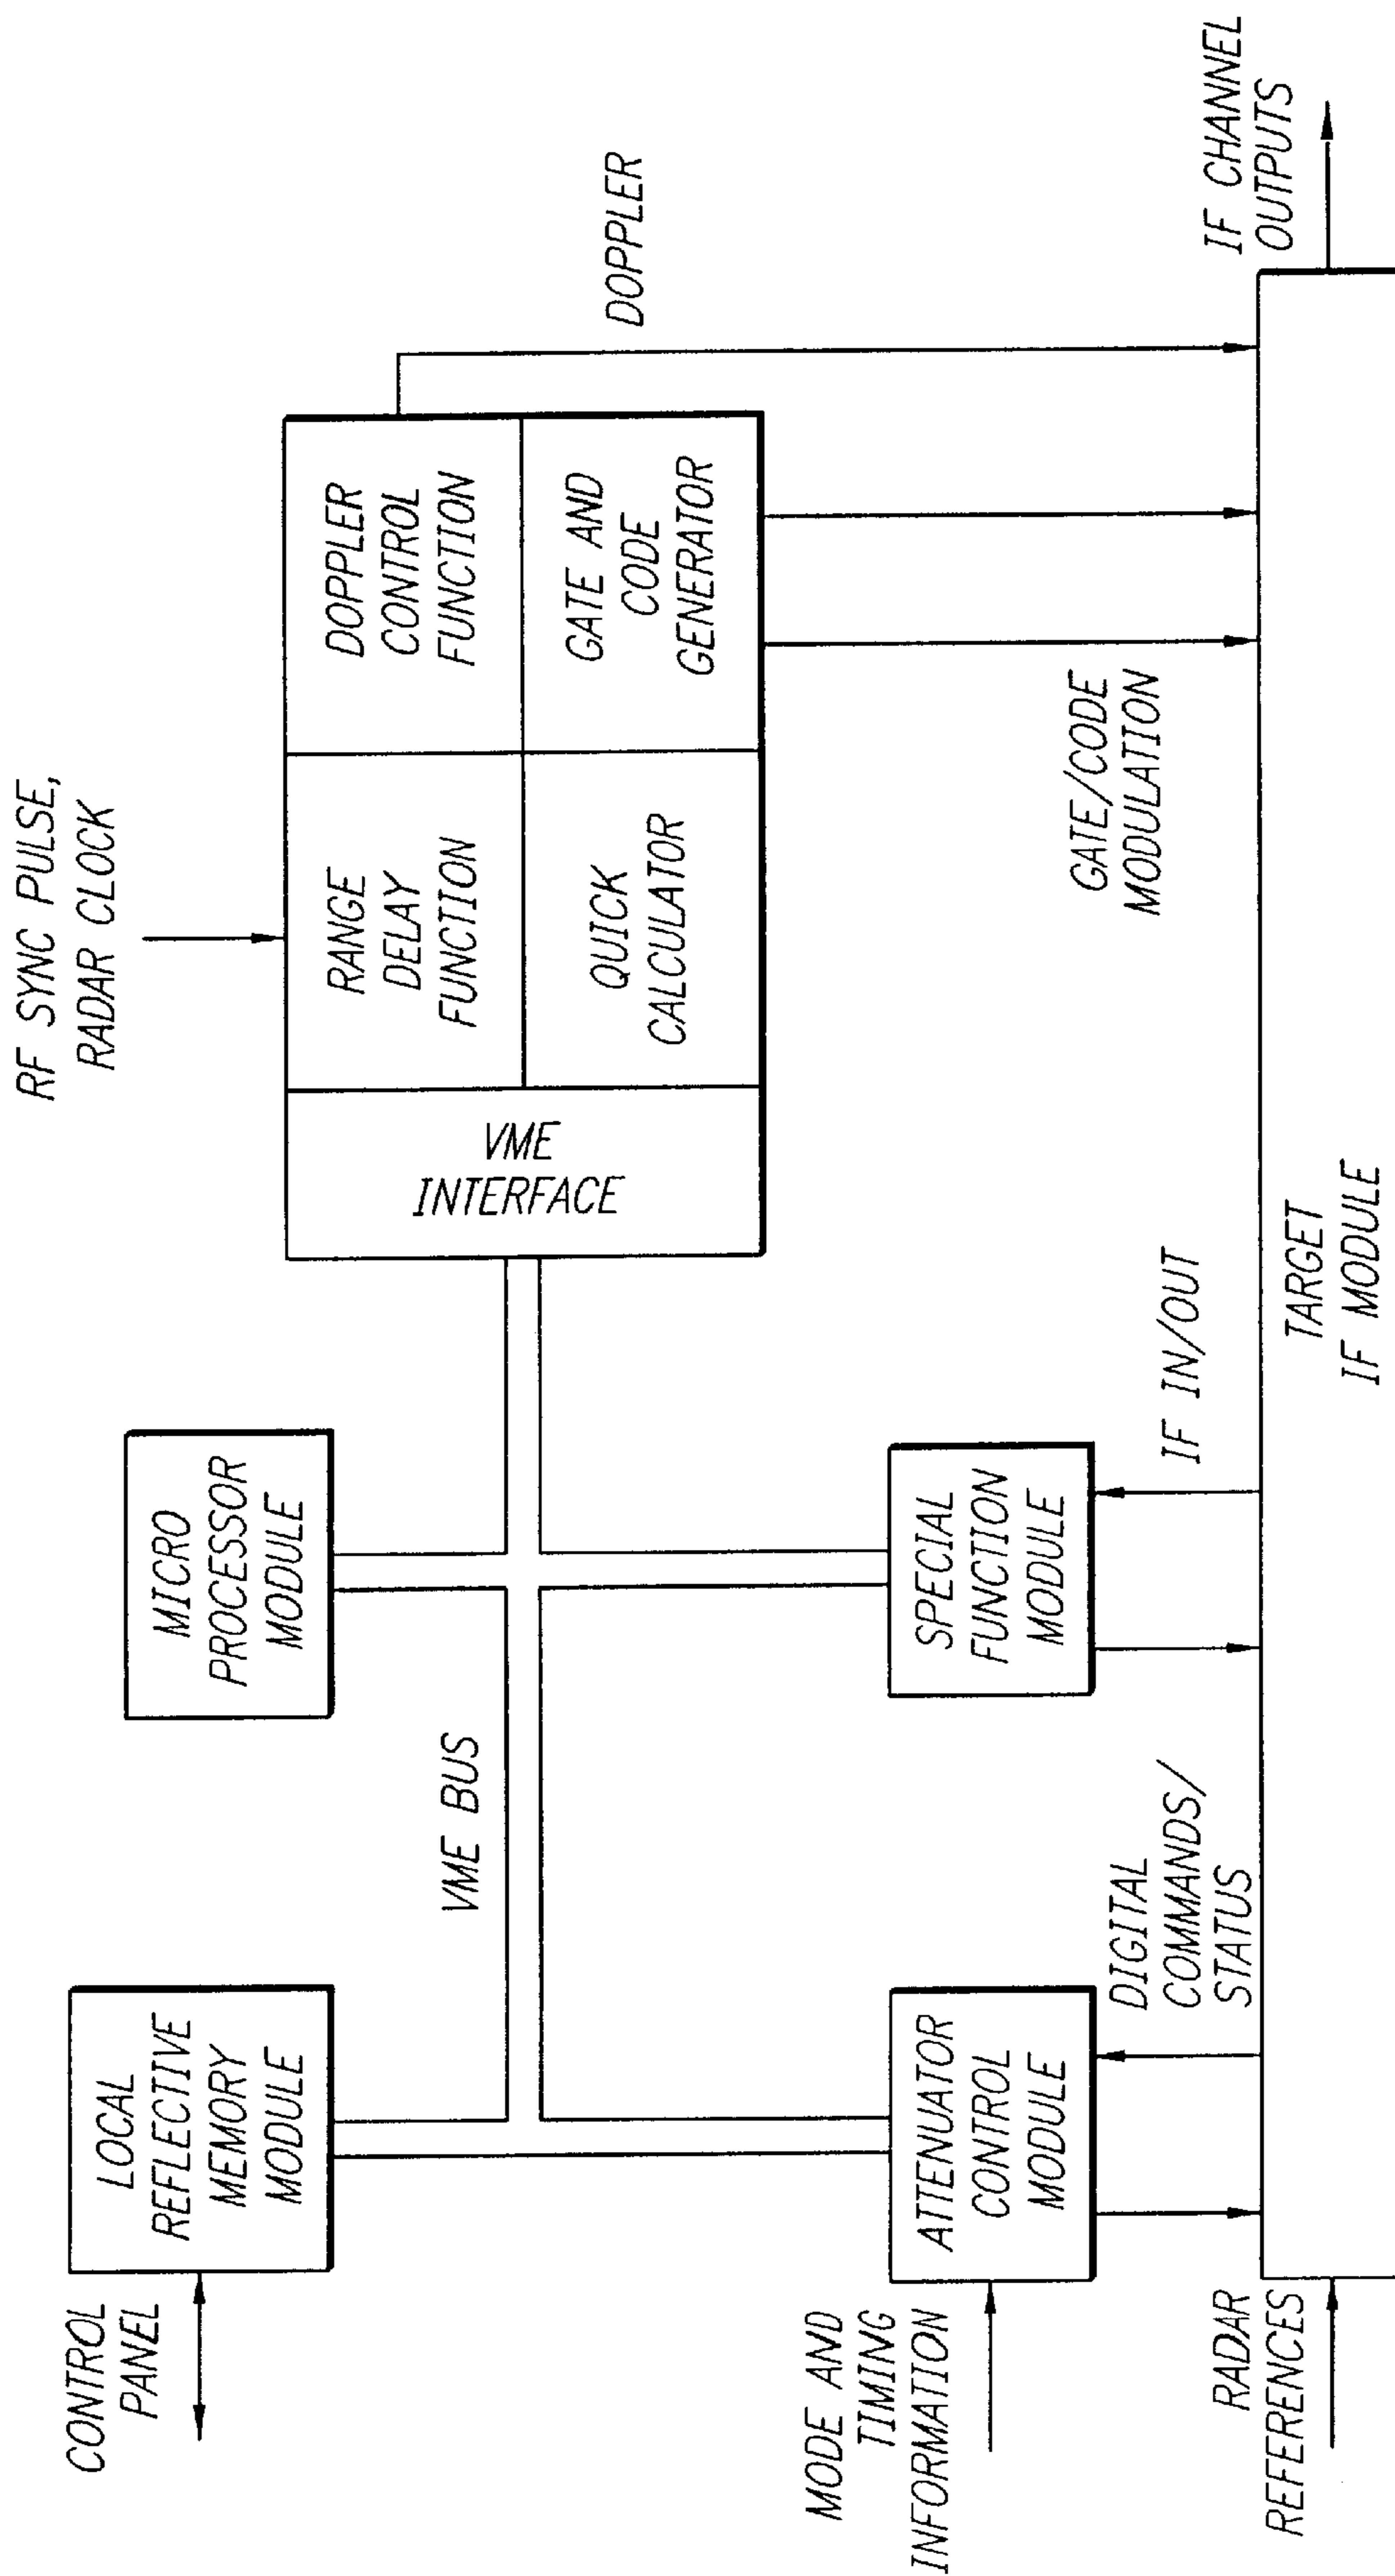 CONTROL
PANEL
LOCAL
REFLECTIVE
MEMORY
MODULE
MICRO
PROCESSOR
MODULE
RF SYNC PULSE,
RADAR CLOCK
VME BUS
VME
INTERFACE
RANGE
DELAY
FUNCTION
DOPPLER
CONTROL
FUNCTION
QUICK
CALCULATOR
GATE AND
CODE
GENERATOR
DOPPLER
MODE AND
TIMING
INFORMATION
ATTENUATOR
CONTROL
MODULE
SPECIAL
FUNCTION
MODULE
DIGITAL
COMMANDS/
STATUS
IF IN/OUT
GATE/CODE
MODULATION
RADAR
REFERENCES
TARGET
IF MODULE
IF CHANNEL
OUTPUTS